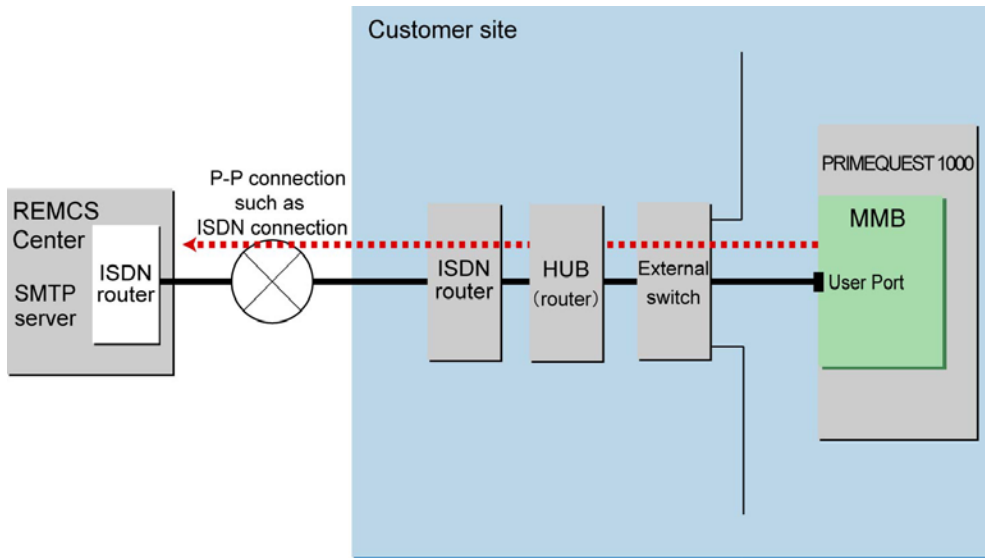 Customer site
P-P connection
such as
ISDN connection
REMCS
Center
SMTP
server
ISDN
router
ISDN
router
HUB
(router)
External
switch
PRIMEQUEST 1000
MMB
User Port